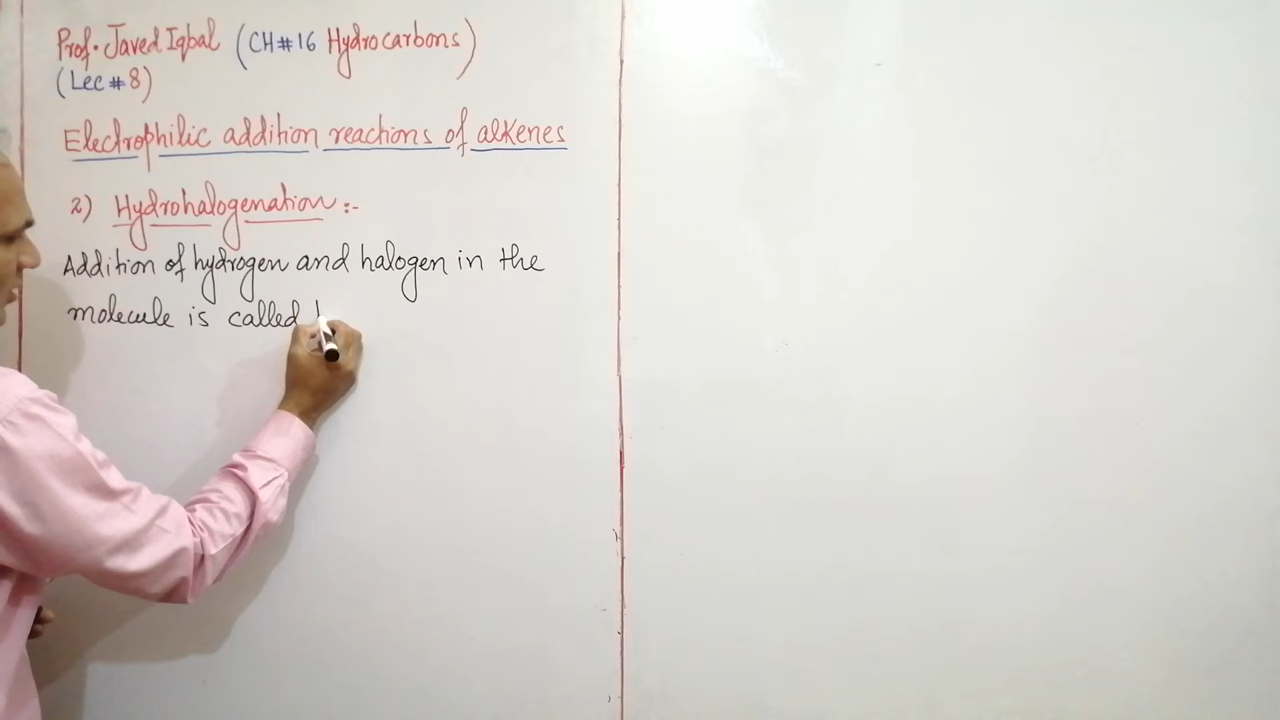 Prof. Javed Iqbal (CH#16 Hydrocarbons)
(Lec#8)
Electrophilic addition reactions of alkenes
2) Hydrohalogenation :-
Addition of hydrogen and halogen in the
molecule is called